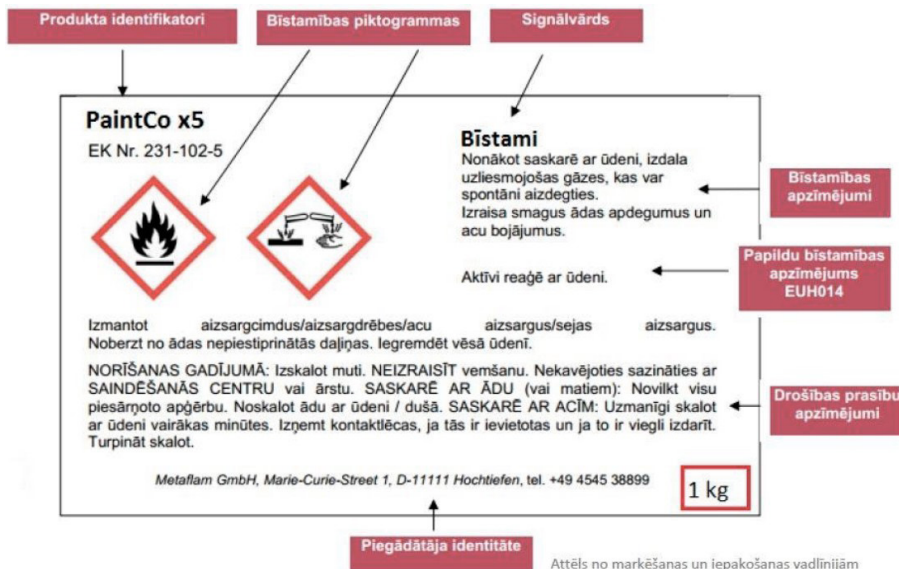 Produkta identifikatori
Bīstamības piktogrammas
Signālvārds
PaintCo x5
EK Nr. 231-102-5
Bīstami
Nonākot saskarē ar ūdeni, izdala
uzliesmojošas gāzes, kas var
spontāni aizdegties.
Izraisa smagus ādas apdegumus un
acu bojājumus.
Aktīvi reaģē ar ūdeni.
Bīstamības
apzīmējumi
Papildu bīstamības
apzīmējums
EUH014
Izmantot aizsargcimdus/aizsargdrēbes/acu aizsargus/sejas aizsargus.
Noberzt no ādas nepiestiprinātās daļiņas. Iegremdēt vēsā ūdenī.
NORĪŠANAS GADĪJUMĀ: Izskalot muti. NEIZRAISĪT vemšanu. Nekavējoties sazināties ar
SAINDĒŠANĀS CENTRU vai ārstu. SASKARĒ AR ĀDU (vai matiem): Novilkt visu
piesārņoto apģērbu. Noskalot ādu ar ūdeni / dušā. SASKARĒ AR ACĪM: Uzmanīgi skalot
ar ūdeni vairākas minūtes. Izņemt kontaktlēcas, ja tās ir ievietotas un ja to ir viegli izdarīt.
Turpināt skalot.
Drošības prasību
apzīmējumi
Metaflam GmbH, Marie-Curie-Street 1, D-11111 Hochtiefen, tel. +49 4545 38899
1 kg
Piegādātāja identitāte
Attēls no marķēšanas un iepakošanas vadlīnijām